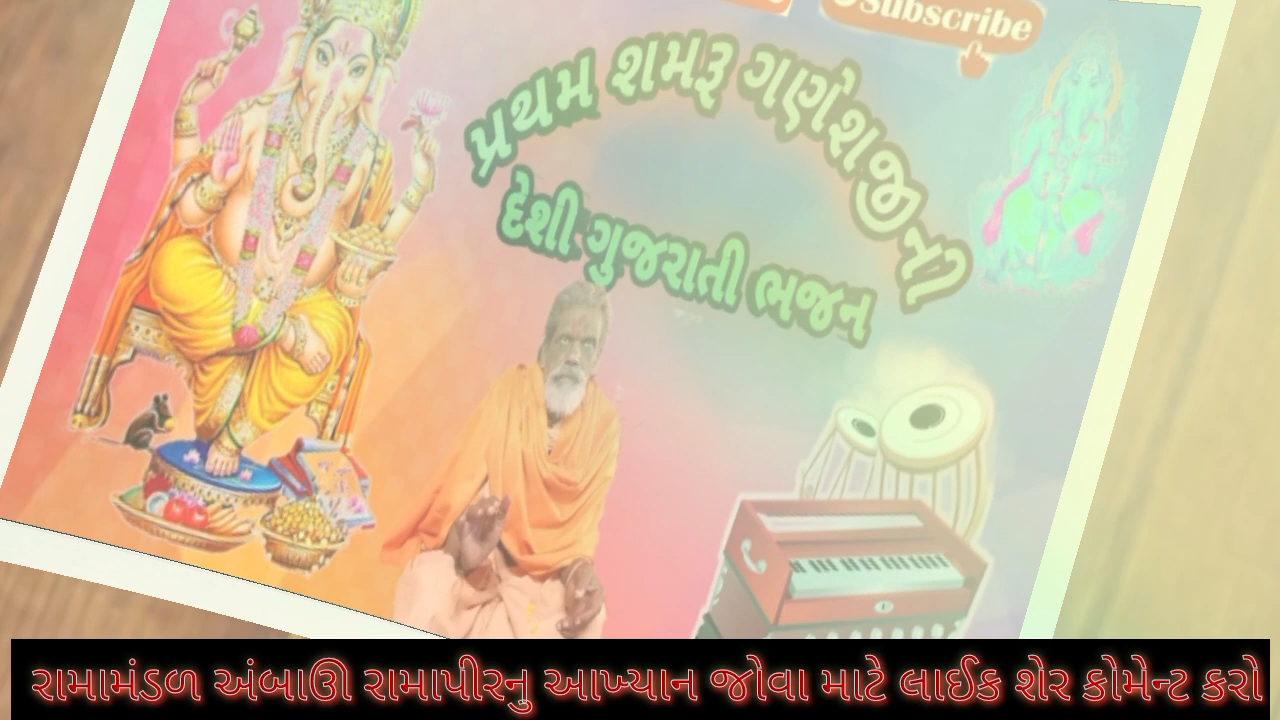 subscribe
પ્રથમ શમરૂ ગણેશજીની
દેશી ગુજરાતી ભજન
રામામંડળ અંબાઊ રામાપીરનુ આખ્યાન જોવા માટે લાઈક શેર કોમેન્ટ કરો